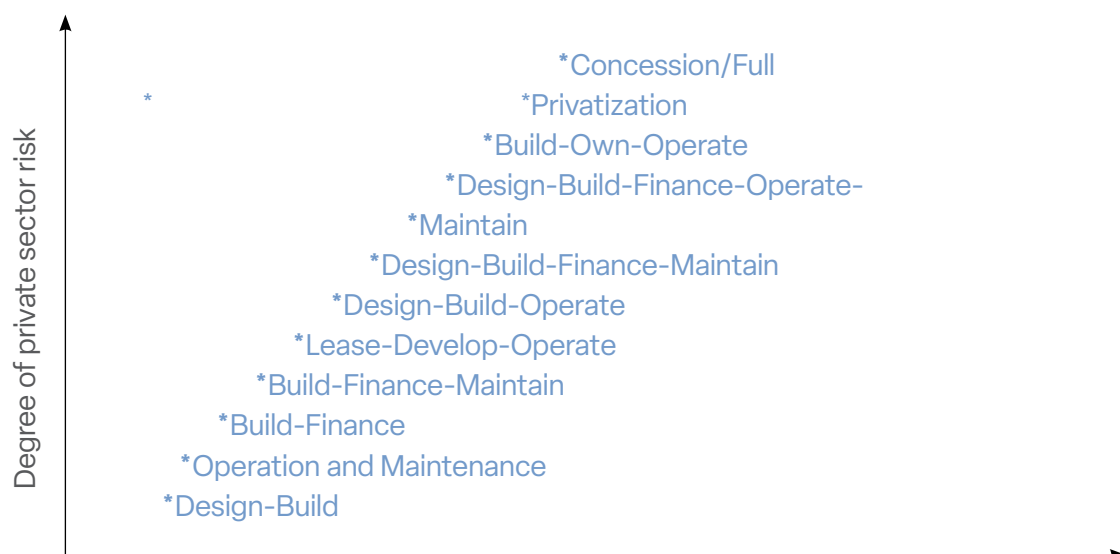 *Concession/Full
* *Privatization
*Build-Own-Operate
*Design-Build-Finance-Operate-
*Maintain
*Design-Build-Finance-Maintain
*Design-Build-Operate
*Lease-Develop-Operate
*Build-Finance-Maintain
*Build-Finance
*Operation and Maintenance
*Design-Build
Degree of private sector risk